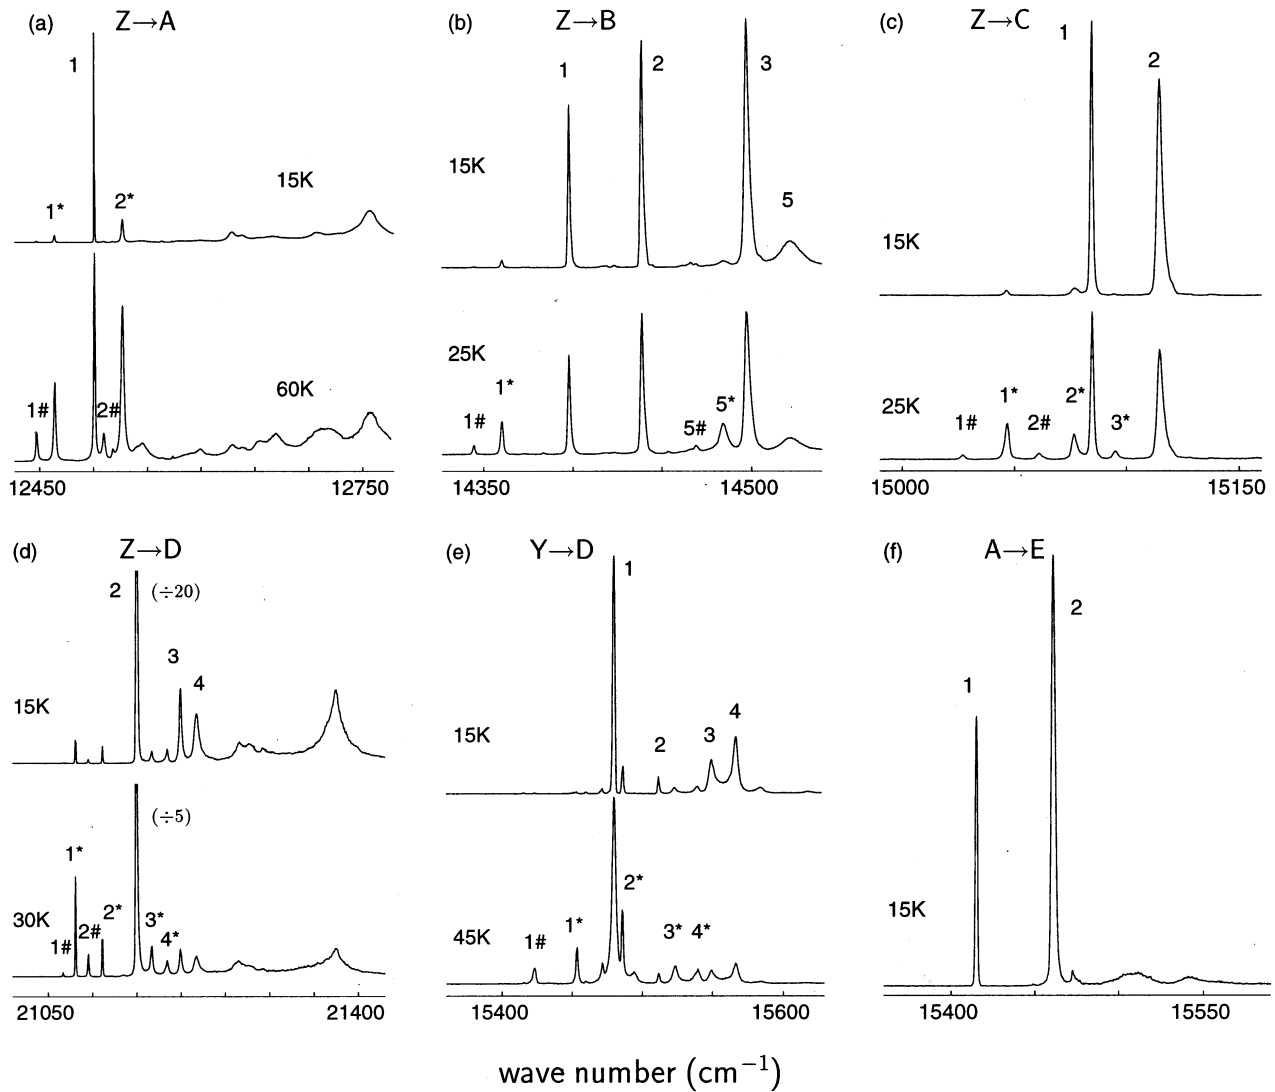 (a) Z→A
1
15K
1*
2*
60K
1#
2#
12450 12750
(b) Z→B
1 2 3
15K
5
25K
1*
1#
5*
5#
14350 14500
(c) Z→C
1
2
15K
25K
1# 1* 2# 2* 3*
15000 15150
(d) Z→D
2 (÷20)
3
4
15K
(÷5)
1*
30K
1# 2# 2* 3* 4*
21050 21400
(e) Y→D
1
15K
2 3 4
2*
45K
1# 1* 3* 4*
15400 15600
(f) A→E
2
1
15K
15400 15550
wave number (cm⁻¹)